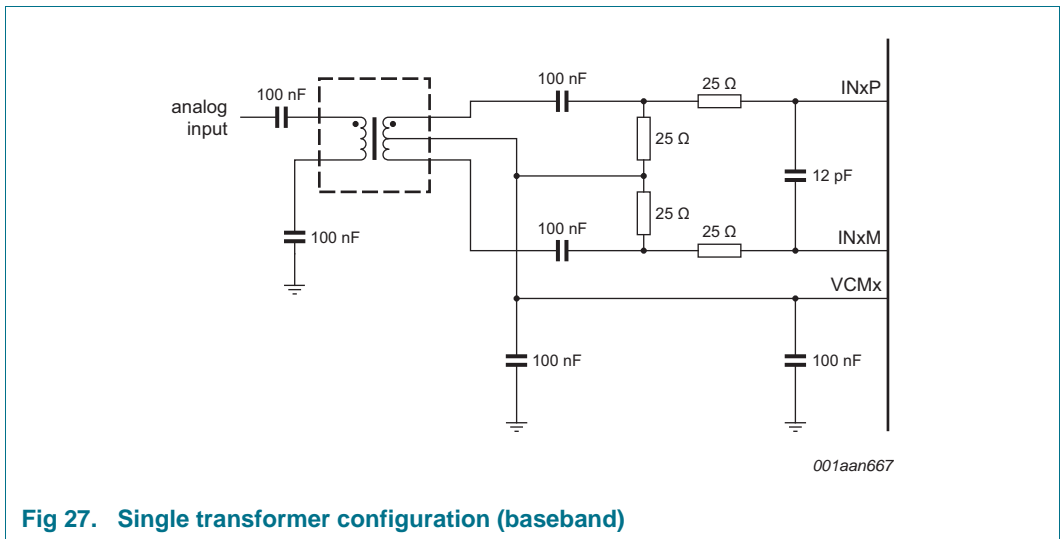 100 nF
analog
input
100 nF
100 nF
25 Ω
INxP
25 Ω
12 pF
25 Ω
100 nF
25 Ω
INxM
VCMx
100 nF
100 nF
001aan667
Fig 27. Single transformer configuration (baseband)